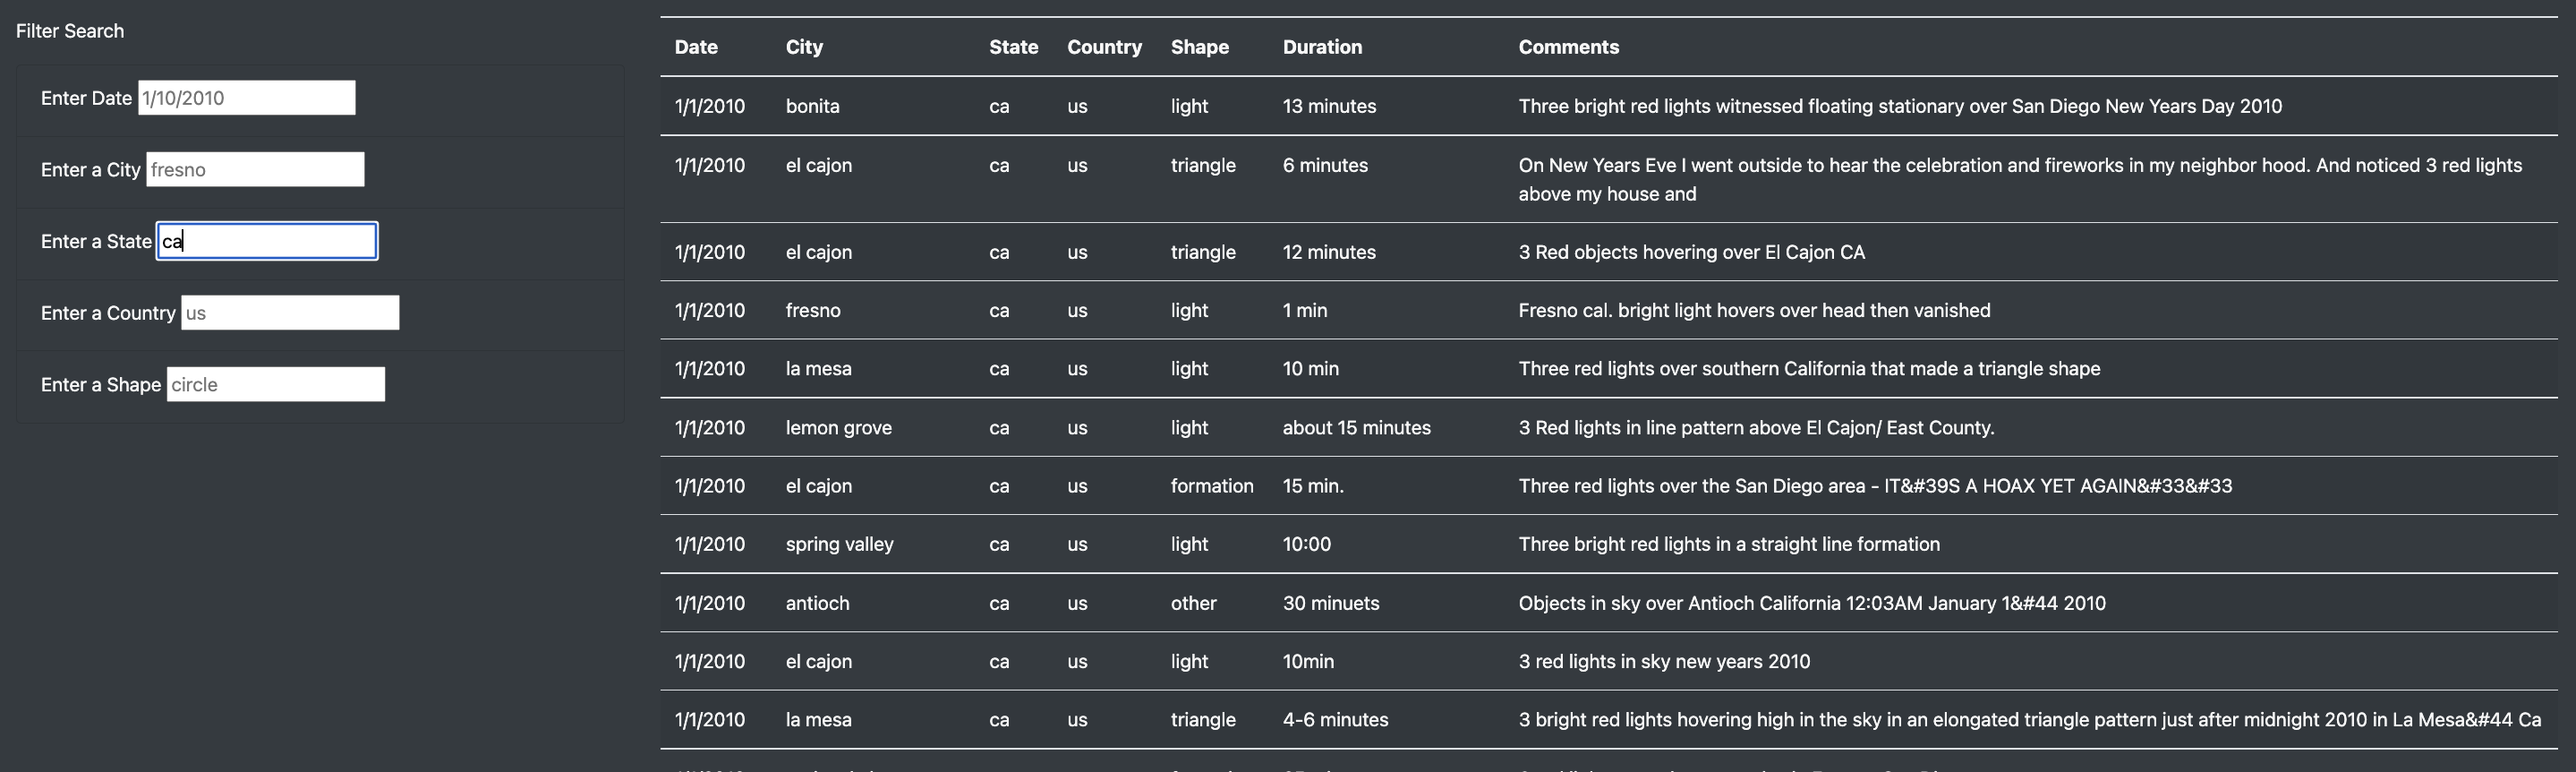 Filter Search
Enter Date 1/10/2010
Enter a City fresno
Enter a State ca
Enter a Country us
Enter a Shape circle
Date City State Country Shape Duration Comments
1/1/2010 bonita ca us light 13 minutes Three bright red lights witnessed floating stationary over San Diego New Years Day 2010
1/1/2010 el cajon ca us triangle 6 minutes On New Years Eve I went outside to hear the celebration and fireworks in my neighbor hood. And noticed 3 red lights
above my house and
1/1/2010 el cajon ca us triangle 12 minutes 3 Red objects hovering over El Cajon CA
1/1/2010 fresno ca us light 1 min Fresno cal. bright light hovers over head then vanished
1/1/2010 la mesa ca us light 10 min Three red lights over southern California that made a triangle shape
1/1/2010 lemon grove ca us light about 15 minutes 3 Red lights in line pattern above El Cajon/ East County.
1/1/2010 el cajon ca us formation 15 min. Three red lights over the San Diego area - IT&#39S A HOAX YET AGAIN&#33&#33
1/1/2010 spring valley ca us light 10:00 Three bright red lights in a straight line formation
1/1/2010 antioch ca us other 30 minuets Objects in sky over Antioch California 12:03AM January 1&#44 2010
1/1/2010 el cajon ca us light 10min 3 red lights in sky new years 2010
1/1/2010 la mesa ca us triangle 4-6 minutes 3 bright red lights hovering high in the sky in an elongated triangle pattern just after midnight 2010 in La Mesa&#44 Ca